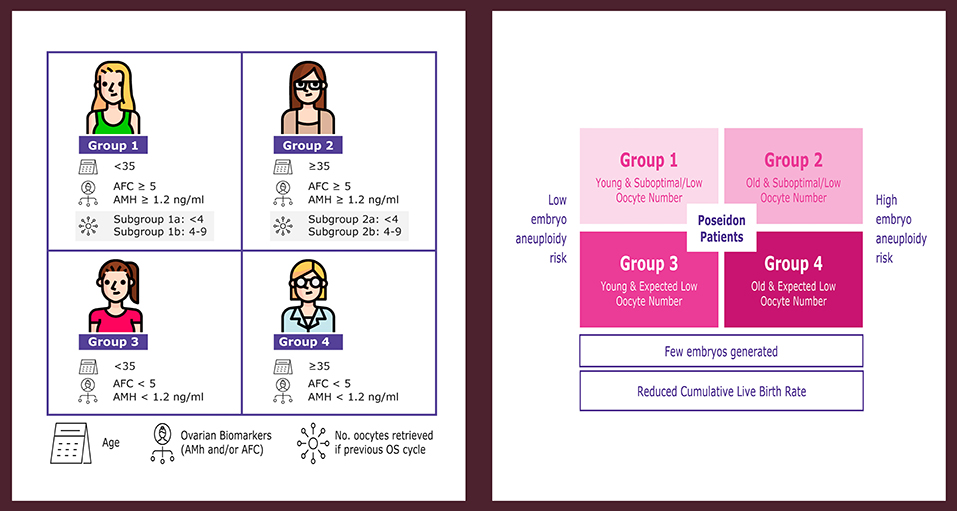 Group 1
<35
AFC ≥ 5
AMH ≥ 1.2 ng/ml
Subgroup 1a: <4
Subgroup 1b: 4-9
Group 2
≥35
AFC ≥ 5
AMH ≥ 1.2 ng/ml
Subgroup 2a: <4
Subgroup 2b: 4-9
Group 3
<35
AFC < 5
AMH < 1.2 ng/ml
Group 4
≥35
AFC < 5
AMH < 1.2 ng/ml
Age
Ovarian Biomarkers
(AMh and/or AFC)
No. oocytes retrieved
if previous OS cycle
Low
embryo
aneuploidy
risk
Group 1
Young & Suboptimal/Low
Oocyte Number
Group 2
Old & Suboptimal/Low
Oocyte Number
Poseidon
Patients
Group 3
Young & Expected Low
Oocyte Number
Group 4
Old & Expected Low
Oocyte Number
High
embryo
aneuploidy
risk
Few embryos generated
Reduced Cumulative Live Birth Rate